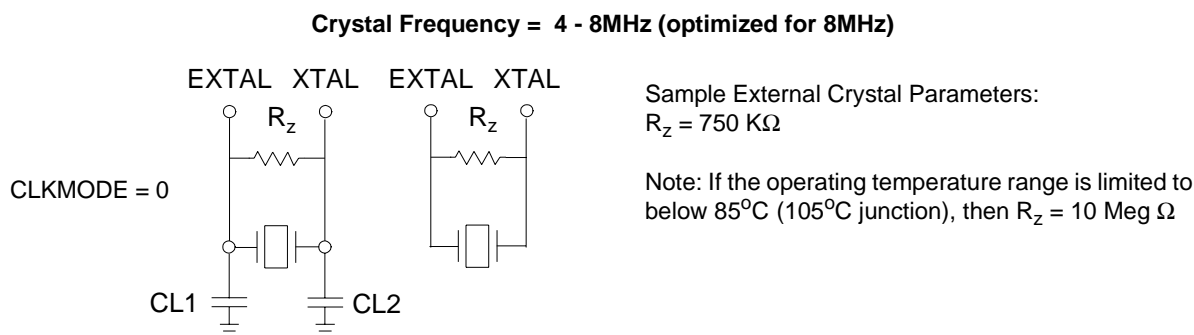 Crystal Frequency = 4 - 8MHz (optimized for 8MHz)
EXTAL XTAL EXTAL XTAL
Rz Rz
CLKMODE = 0
CL1 CL2
Sample External Crystal Parameters:
Rz = 750 KΩ
Note: If the operating temperature range is limited to
below 85oC (105oC junction), then Rz = 10 Meg Ω